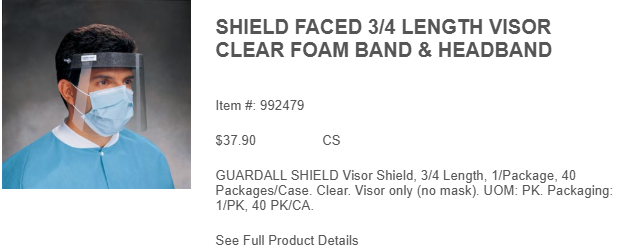 SHIELD FACED 3/4 LENGTH VISOR
CLEAR FOAM BAND & HEADBAND
Item #: 992479
$37.90 CS
GUARDALL SHIELD Visor Shield, 3/4 Length, 1/Package, 40
Packages/Case. Clear. Visor only (no mask). UOM: PK. Packaging:
1/PK, 40 PK/CA.
See Full Product Details